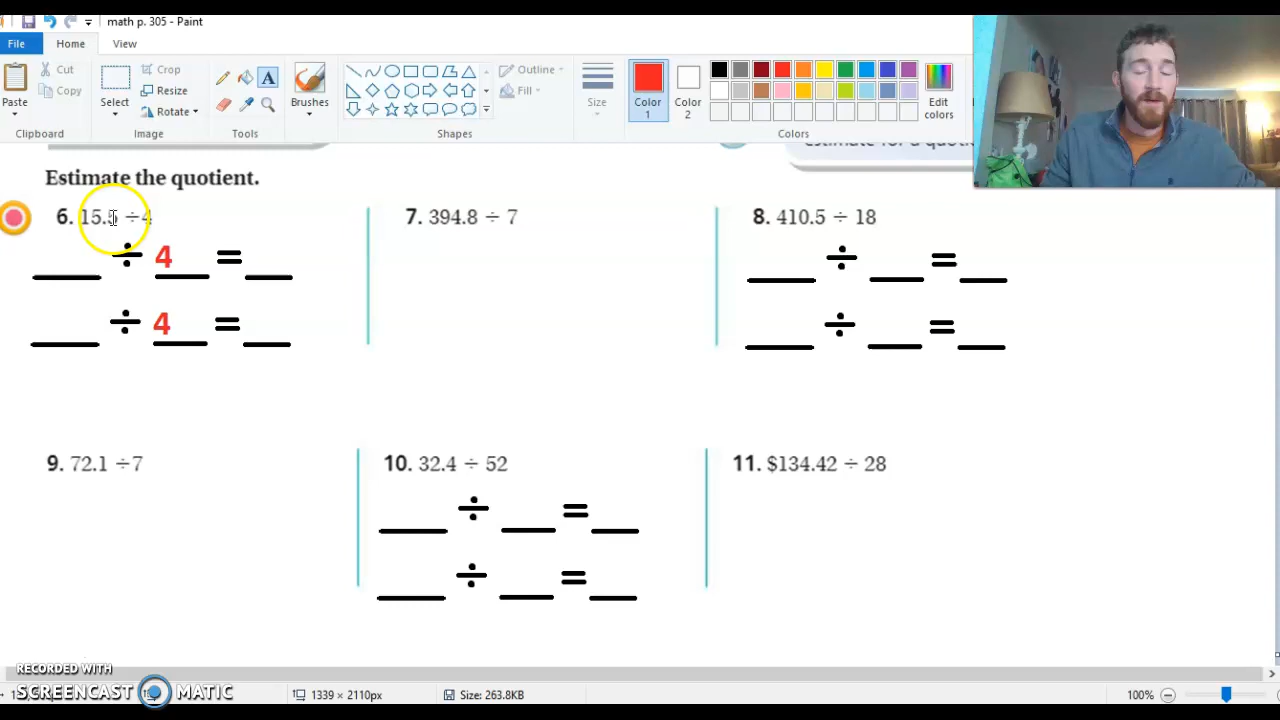 math p. 305 - Paint
File Home View
Paste
Cut
Copy
Clipboard
Select
Crop
Resize
Rotate
Image
A
Tools
Brushes
Outline
Fill
Shapes
Size
Color 1
Color 2
Edit colors
Colors
estimate for a quotie
Estimate the quotient.
6. 15.5 ÷ 4
÷ 4 =
÷ 4 =
7. 394.8 ÷ 7
8. 410.5 ÷ 18
÷ =
÷ =
9. 72.1 ÷ 7
10. 32.4 ÷ 52
÷ =
÷ =
11. $134.42 ÷ 28
RECORDED WITH
SCREENCAST MATIC
1339 × 2110px
Size: 263.8KB
100%